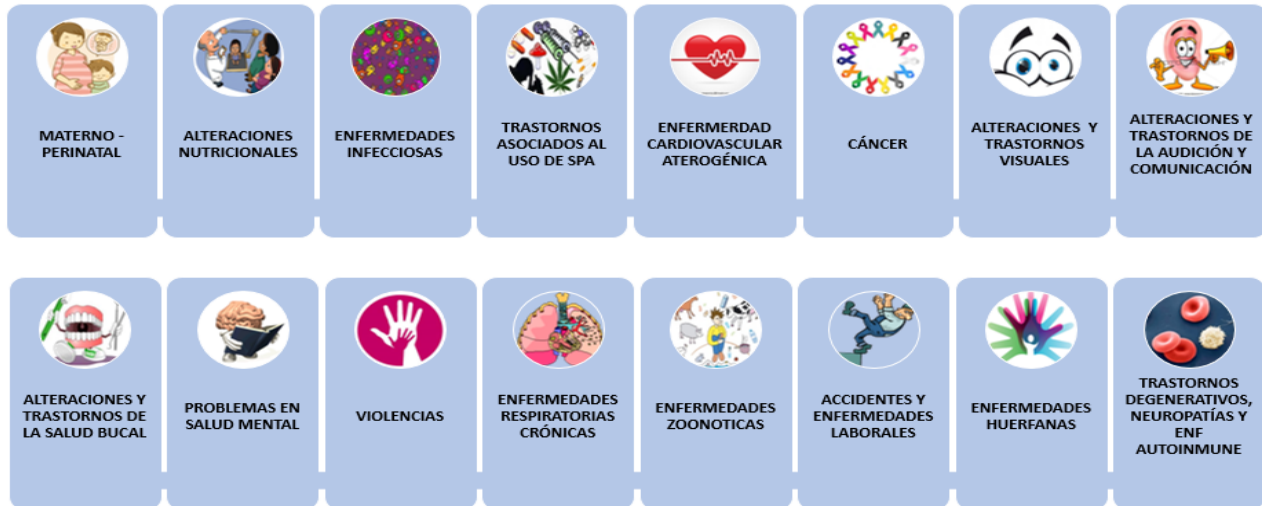 MATERNO -
PERINATAL
ALTERACIONES
NUTRICIONALES
ENFERMEDADES
INFECCIOSAS
TRASTORNOS
ASOCIADOS AL
USO DE SPA
ENFERMERDAD
CARDIOVASCULAR
ATEROGÉNICA
CÁNCER
ALTERACIONES Y
TRASTORNOS
VISUALES
ALTERACIONES Y
TRASTORNOS DE
LA AUDICIÓN Y
COMUNICACIÓN
ALTERACIONES Y
TRASTORNOS DE
LA SALUD BUCAL
PROBLEMAS EN
SALUD MENTAL
VIOLENCIAS
ENFERMEDADES
RESPIRATORIAS
CRÓNICAS
ENFERMEDADES
ZOONOTICAS
ACCIDENTES Y
ENFERMEDADES
LABORALES
ENFERMEDADES
HUERFANAS
TRASTORNOS
DEGENERATIVOS,
NEUROPATÍAS Y
ENF
AUTOINMUNE